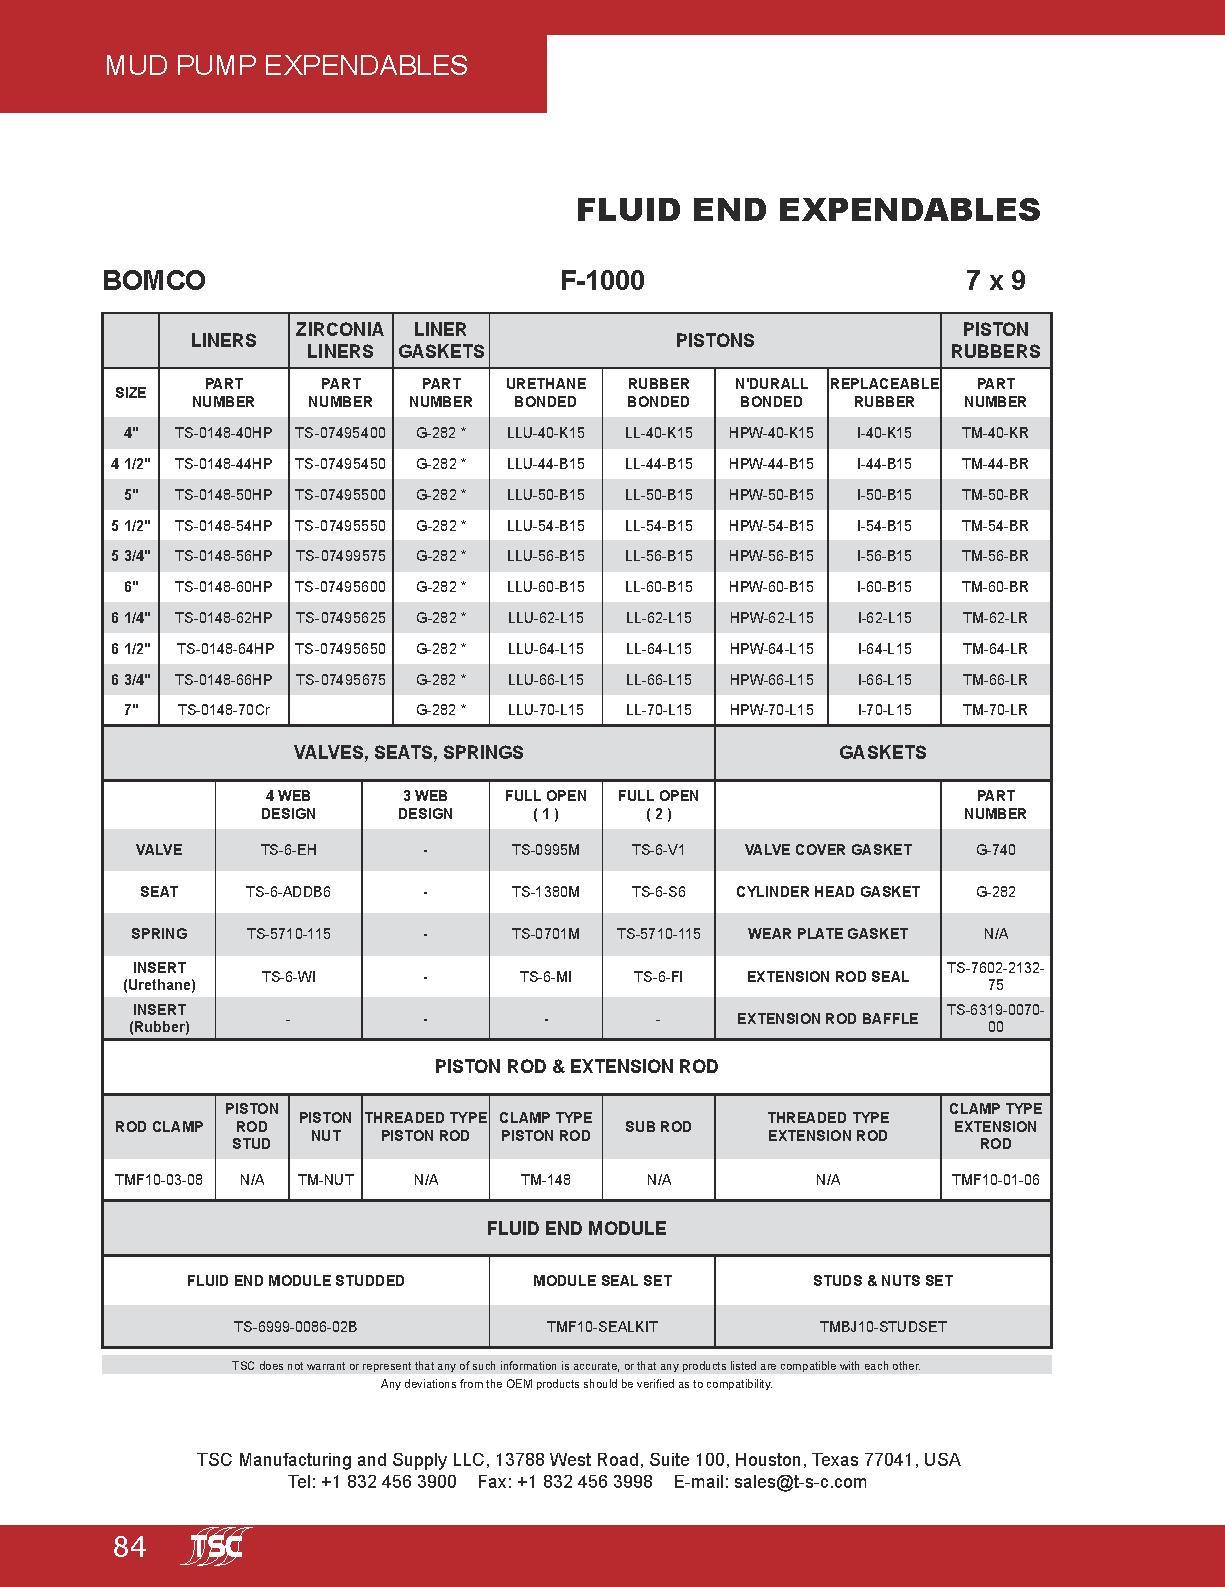 MUD PUMP EXPENDABLES
FLUID END EXPENDABLES
BOMCO F-1000 7 x 9
LINERS ZIRCONIA LINERS LINER GASKETS PISTONS PISTON RUBBERS
SIZE PART NUMBER PART NUMBER PART NUMBER URETHANE BONDED RUBBER BONDED N'DURALL BONDED REPLACEABLE RUBBER PART NUMBER
4" TS-0148-40HP TS-07495400 G-282 * LLU-40-K15 LL-40-K15 HPW-40-K15 I-40-K15 TM-40-KR
4 1/2" TS-0148-44HP TS-07495450 G-282 * LLU-44-B15 LL-44-B15 HPW-44-B15 I-44-B15 TM-44-BR
5" TS-0148-50HP TS-07495500 G-282 * LLU-50-B15 LL-50-B15 HPW-50-B15 I-50-B15 TM-50-BR
5 1/2" TS-0148-54HP TS-07495550 G-282 * LLU-54-B15 LL-54-B15 HPW-54-B15 I-54-B15 TM-54-BR
5 3/4" TS-0148-56HP TS-07499575 G-282 * LLU-56-B15 LL-56-B15 HPW-56-B15 I-56-B15 TM-56-BR
6" TS-0148-60HP TS-07495600 G-282 * LLU-60-B15 LL-60-B15 HPW-60-B15 I-60-B15 TM-60-BR
6 1/4" TS-0148-62HP TS-07495625 G-282 * LLU-62-L15 LL-62-L15 HPW-62-L15 I-62-L15 TM-62-LR
6 1/2" TS-0148-64HP TS-07495650 G-282 * LLU-64-L15 LL-64-L15 HPW-64-L15 I-64-L15 TM-64-LR
6 3/4" TS-0148-66HP TS-07495675 G-282 * LLU-66-L15 LL-66-L15 HPW-66-L15 I-66-L15 TM-66-LR
7" TS-0148-70Cr G-282 * LLU-70-L15 LL-70-L15 HPW-70-L15 I-70-L15 TM-70-LR
VALVES, SEATS, SPRINGS GASKETS
4 WEB DESIGN 3 WEB DESIGN FULL OPEN ( 1 ) FULL OPEN ( 2 ) PART NUMBER
VALVE TS-6-EH - TS-0995M TS-6-V1 VALVE COVER GASKET G-740
SEAT TS-6-ADDB6 - TS-1380M TS-6-S6 CYLINDER HEAD GASKET G-282
SPRING TS-5710-115 - TS-0701M TS-5710-115 WEAR PLATE GASKET N/A
INSERT (Urethane) TS-6-WI - TS-6-MI TS-6-FI EXTENSION ROD SEAL TS-7602-2132-75
INSERT (Rubber) - - - - EXTENSION ROD BAFFLE TS-6319-0070-00
PISTON ROD & EXTENSION ROD
ROD CLAMP PISTON ROD STUD PISTON NUT THREADED TYPE PISTON ROD CLAMP TYPE PISTON ROD SUB ROD THREADED TYPE EXTENSION ROD CLAMP TYPE EXTENSION ROD
TMF10-03-08 N/A TM-NUT N/A TM-148 N/A N/A TMF10-01-06
FLUID END MODULE
FLUID END MODULE STUDDED MODULE SEAL SET STUDS & NUTS SET
TS-6999-0086-02B TMF10-SEALKIT TMBJ10-STUDSET
TSC does not warrant or represent that any of such information is accurate, or that any products listed are compatible with each other.
Any deviations from the OEM products should be verified as to compatibility.
TSC Manufacturing and Supply LLC, 13788 West Road, Suite 100, Houston, Texas 77041, USA
Tel: +1 832 456 3900 Fax: +1 832 456 3998 E-mail: sales@t-s-c.com
84 TSC